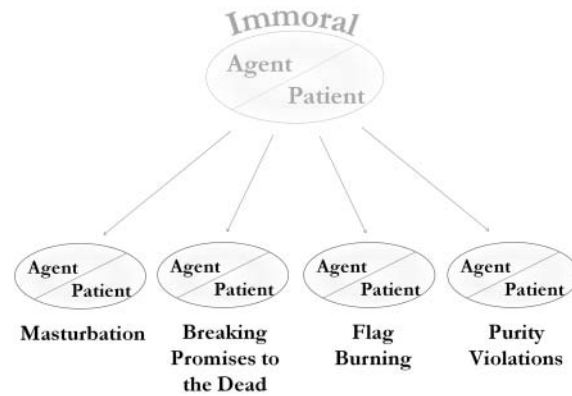 Immoral
Agent
Patient
Agent
Patient
Agent
Patient
Agent
Patient
Agent
Patient
Masturbation
Breaking
Promises to
the Dead
Flag
Burning
Purity
Violations